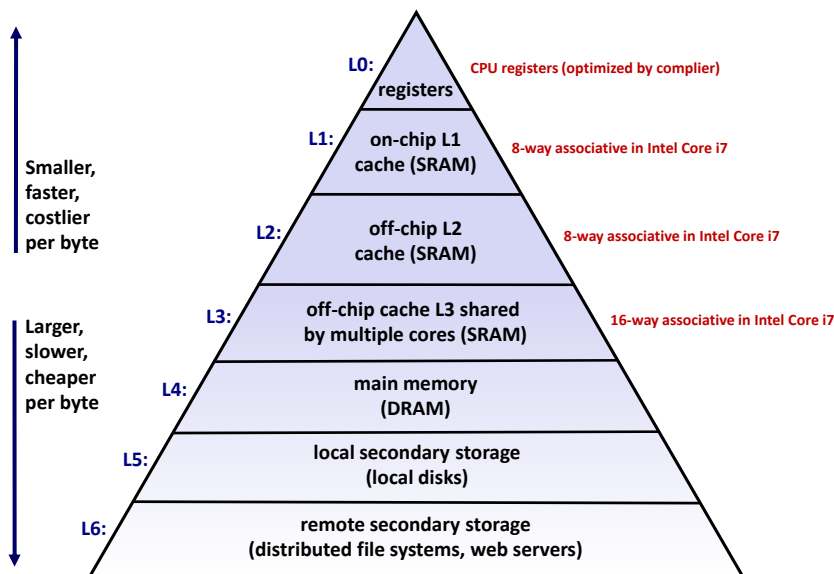 L0:
registers
CPU registers (optimized by complier)
L1:
on-chip L1
cache (SRAM)
8-way associative in Intel Core i7
Smaller,
faster,
costlier
per byte
L2:
off-chip L2
cache (SRAM)
8-way associative in Intel Core i7
L3:
off-chip cache L3 shared
by multiple cores (SRAM)
16-way associative in Intel Core i7
Larger,
slower,
cheaper
per byte
L4:
main memory
(DRAM)
L5:
local secondary storage
(local disks)
L6:
remote secondary storage
(distributed file systems, web servers)